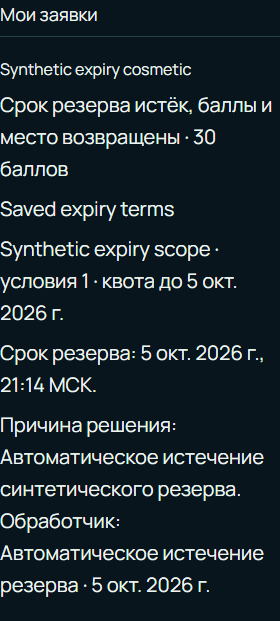 Мои заявки
Synthetic expiry cosmetic
Срок резерва истёк, баллы и
место возвращены · 30
баллов
Saved expiry terms
Synthetic expiry scope ·
условия 1 · квота до 5 окт.
2026 г.
Срок резерва: 5 окт. 2026 г.,
21:14 МСК.
Причина решения:
Автоматическое истечение
синтетического резерва.
Обработчик:
Автоматическое истечение
резерва · 5 окт. 2026 г.